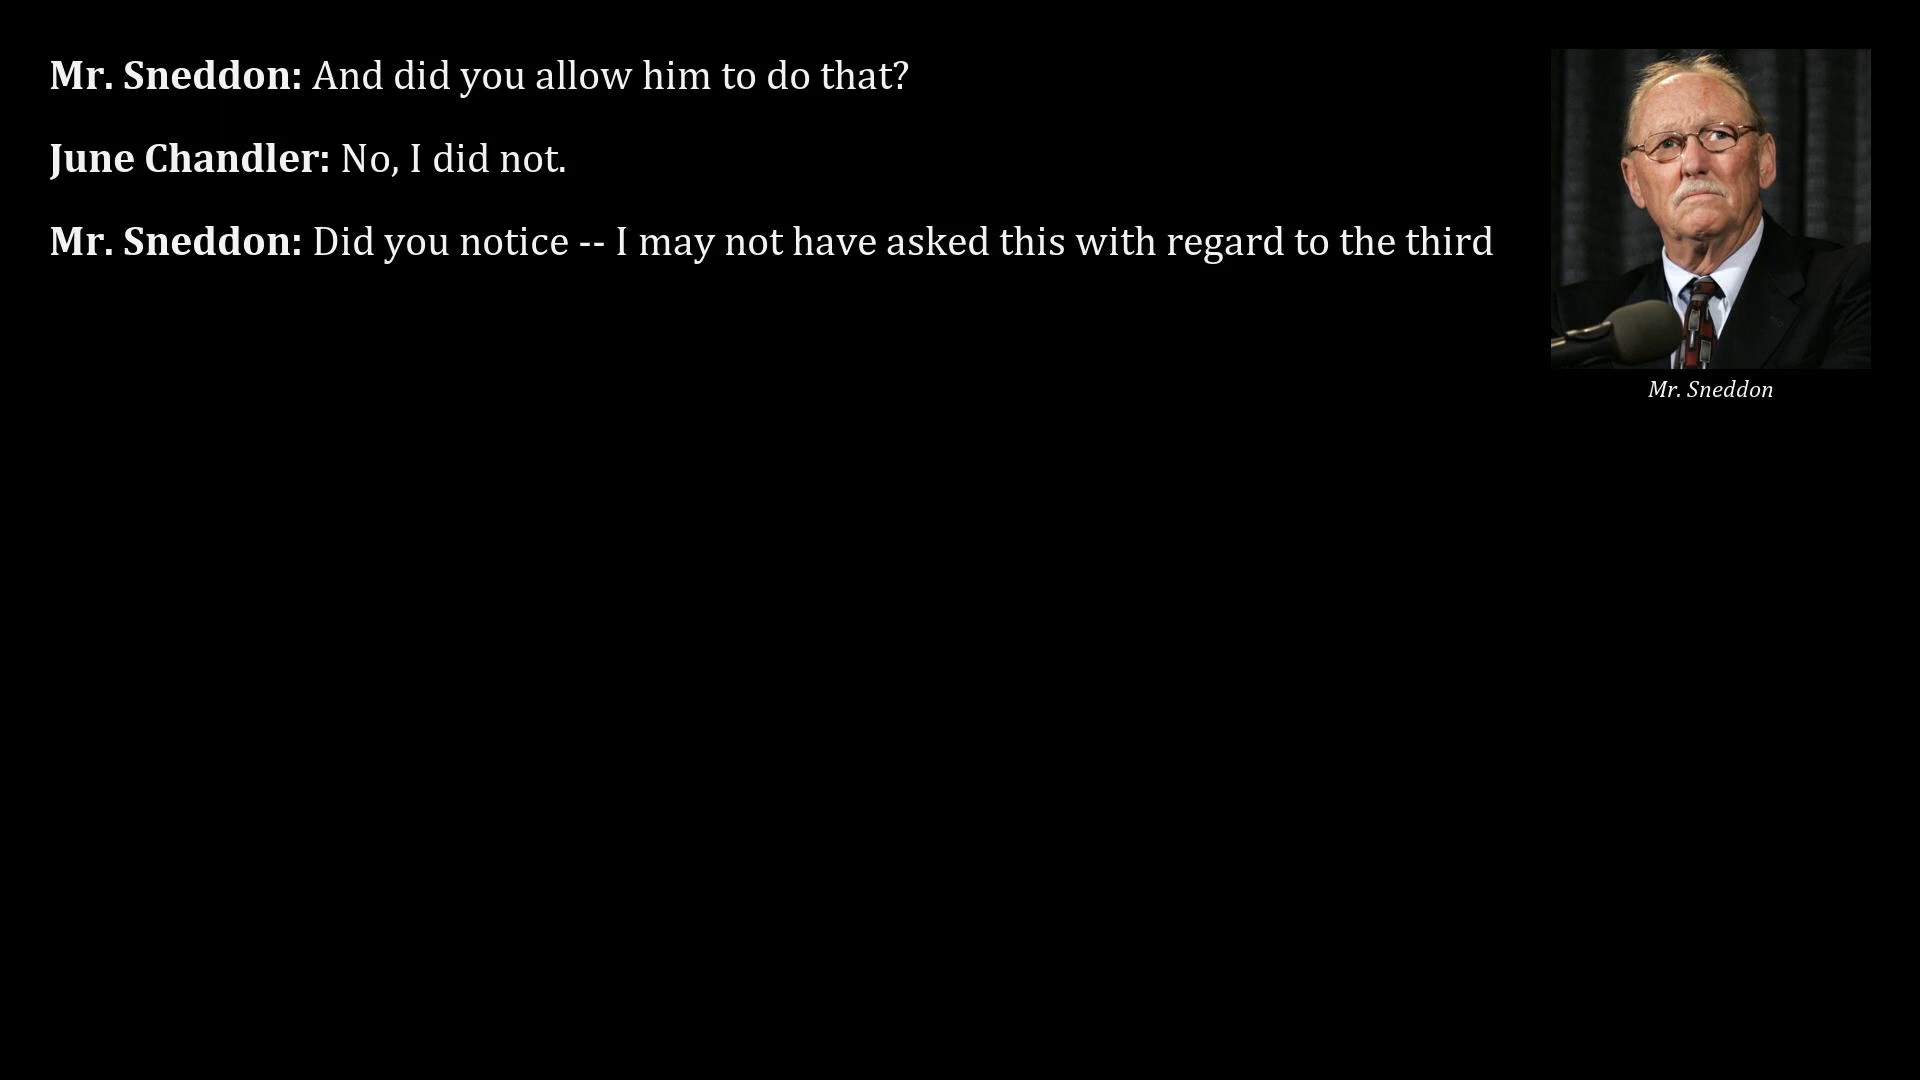 Mr. Sneddon: And did you allow him to do that?
June Chandler: No, I did not.
Mr. Sneddon: Did you notice -- I may not have asked this with regard to the third
Mr. Sneddon